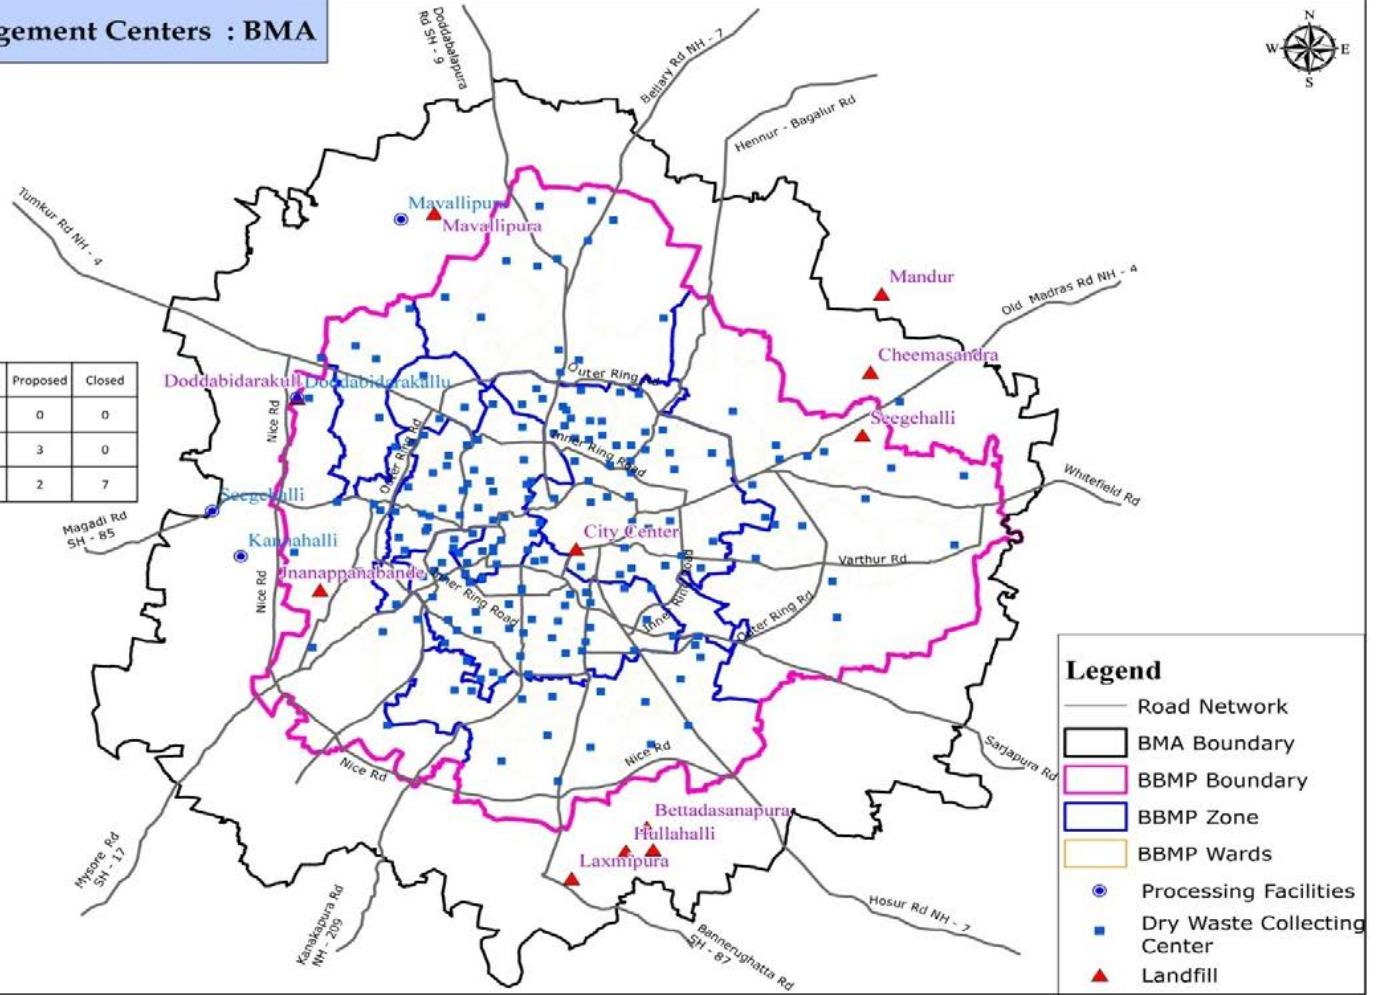 gement Centers : BMA
N
W E
S
Doddabalapura
Rd SH - 9
Bellary Rd NH - 7
Hennur - Bagalur Rd
Tumkur Rd NH - 4
Mavallipura
Mavallipura
Mandur
Old Madras Rd NH - 4
Cheemasandra
Outer Ring Rd
Proposed Closed
0 0
3 0
2 7
Doddabidarakull
Doddabidarakallu
Nice Rd
Seegehalli
Outer Ring Rd
Inner Ring Road
Whitefield Rd
Seegehalli
Magadi Rd
SH - 85
City Center
Kannahalli
Varthur Rd
Jnanappanabande
Nice Rd
Inner Ring Road
Inner Ring Road
Outer Ring Rd
Legend
Road Network
BMA Boundary
BBMP Boundary
BBMP Zone
BBMP Wards
Processing Facilities
Dry Waste Collecting
Center
Landfill
Sarjapura Rd
Nice Rd
Nice Rd
Bettadasanapura
Hullahalli
Laxmipura
Mysore Rd
SH - 17
Kanakapura Rd
NH - 209
Hosur Rd NH - 7
Bannerughatta Rd
SH - 87